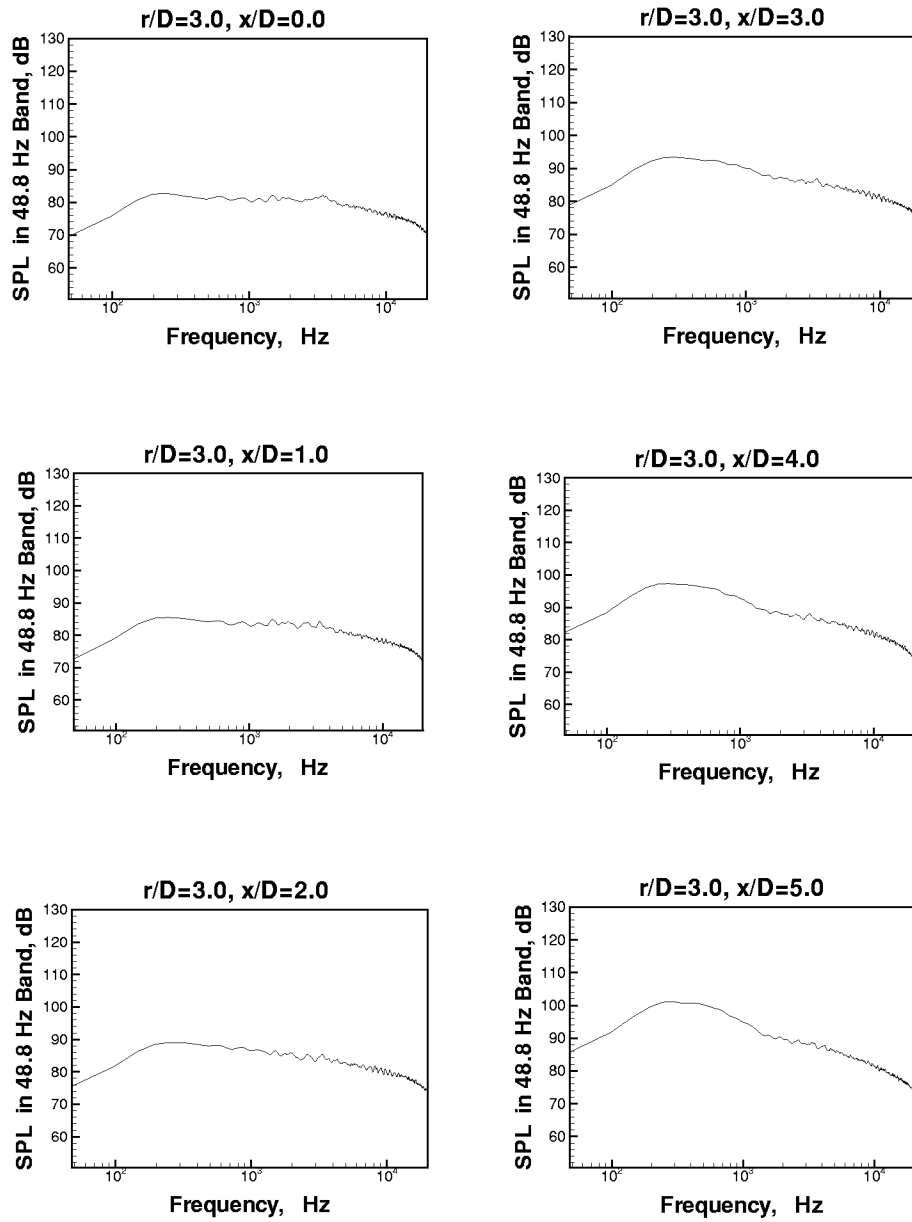 r/D=3.0, x/D=0.0
SPL in 48.8 Hz Band, dB
130
120
110
100
90
80
70
60
10² 10³ 10⁴
Frequency, Hz
r/D=3.0, x/D=3.0
SPL in 48.8 Hz Band, dB
130
120
110
100
90
80
70
60
10² 10³ 10⁴
Frequency, Hz
r/D=3.0, x/D=1.0
SPL in 48.8 Hz Band, dB
130
120
110
100
90
80
70
60
10² 10³ 10⁴
Frequency, Hz
r/D=3.0, x/D=4.0
SPL in 48.8 Hz Band, dB
130
120
110
100
90
80
70
60
10² 10³ 10⁴
Frequency, Hz
r/D=3.0, x/D=2.0
SPL in 48.8 Hz Band, dB
130
120
110
100
90
80
70
60
10² 10³ 10⁴
Frequency, Hz
r/D=3.0, x/D=5.0
SPL in 48.8 Hz Band, dB
130
120
110
100
90
80
70
60
10² 10³ 10⁴
Frequency, Hz